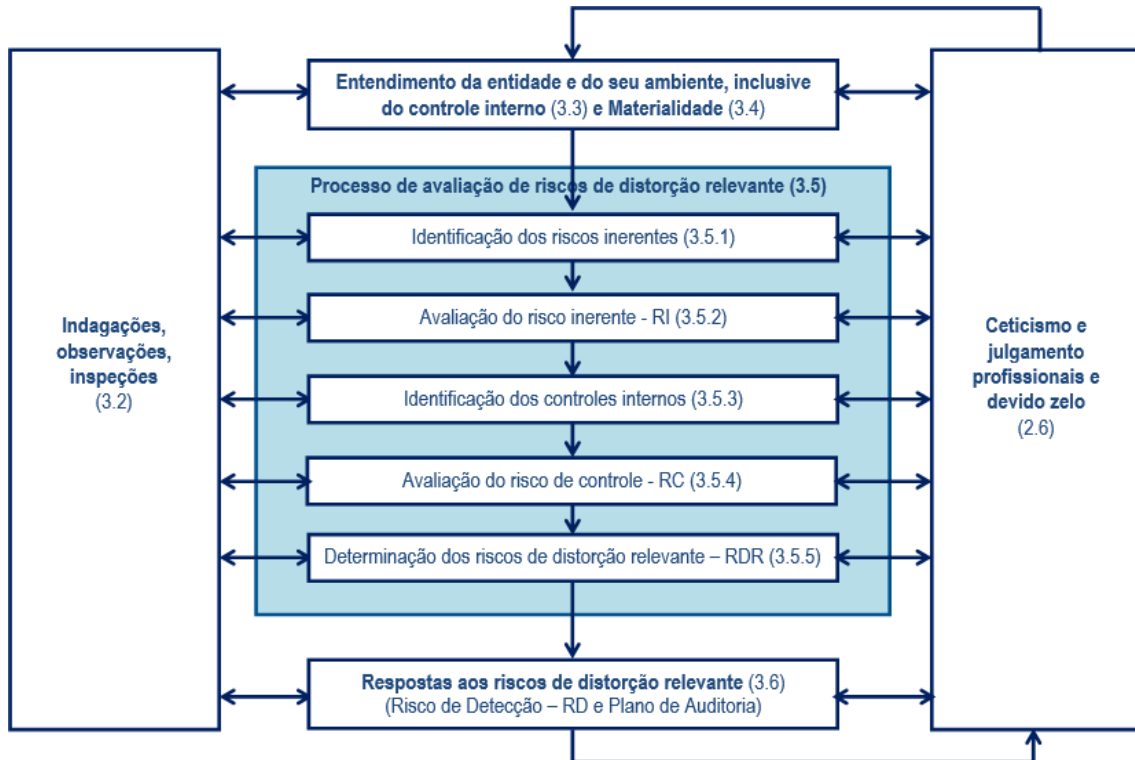 Entendimento da entidade e do seu ambiente, inclusive
do controle interno (3.3) e Materialidade (3.4)
Processo de avaliação de riscos de distorção relevante (3.5)
Identificação dos riscos inerentes (3.5.1)
Avaliação do risco inerente - RI (3.5.2)
Identificação dos controles internos (3.5.3)
Avaliação do risco de controle - RC (3.5.4)
Determinação dos riscos de distorção relevante – RDR (3.5.5)
Respostas aos riscos de distorção relevante (3.6)
(Risco de Detecção – RD e Plano de Auditoria)
Indagações,
observações,
inspeções
(3.2)
Ceticismo e
julgamento
profissionais e
devido zelo
(2.6)